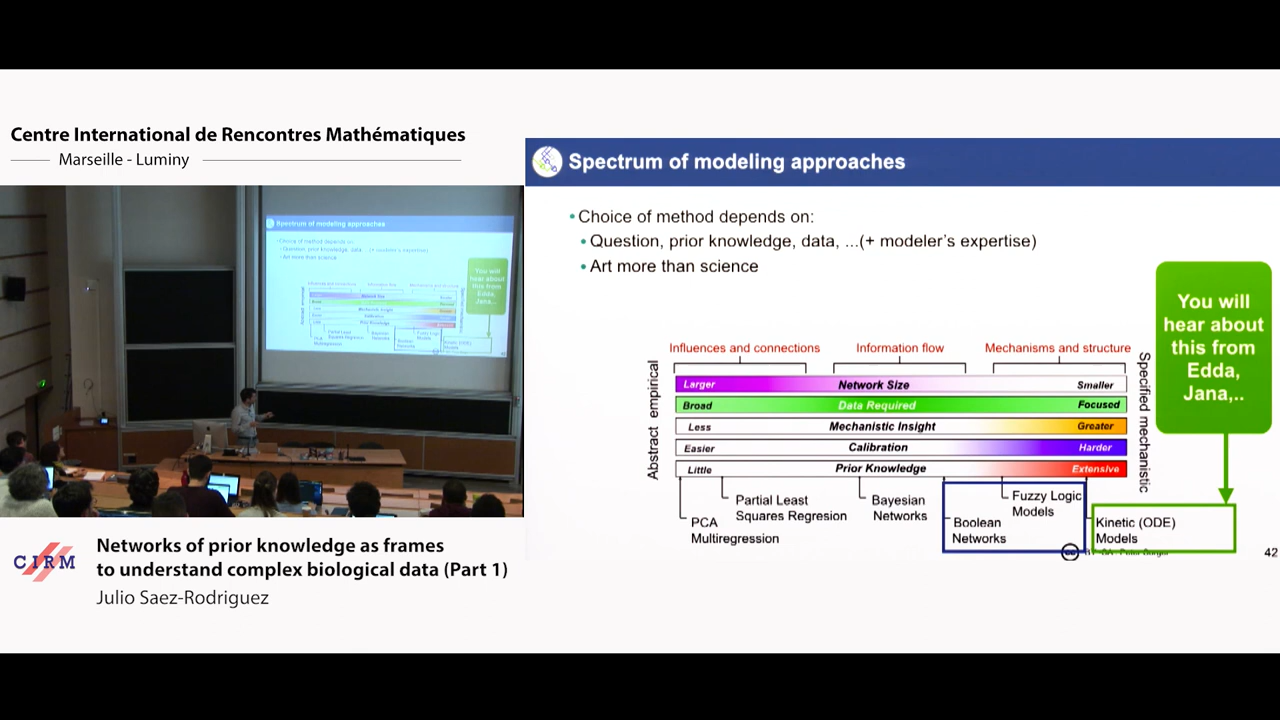 Centre International de Rencontres Mathématiques
Marseille - Luminy
Spectrum of modeling approaches
• Choice of method depends on:
• Question, prior knowledge, data, ...(+ modeler's expertise)
• Art more than science
You will
hear about
this from
Edda,
Jana,..
Influences and connections
Information flow
Mechanisms and structure
Abstract empirical
Specified mechanistic
Larger Network Size Smaller
Broad Data Required Focused
Less Mechanistic Insight Greater
Easier Calibration Harder
Little Prior Knowledge Extensive
PCA
Multiregression
Partial Least
Squares Regresion
Bayesian
Networks
Boolean
Networks
Fuzzy Logic
Models
Kinetic (ODE)
Models
cc
42
CIRM
Networks of prior knowledge as frames
to understand complex biological data (Part 1)
Julio Saez-Rodriguez